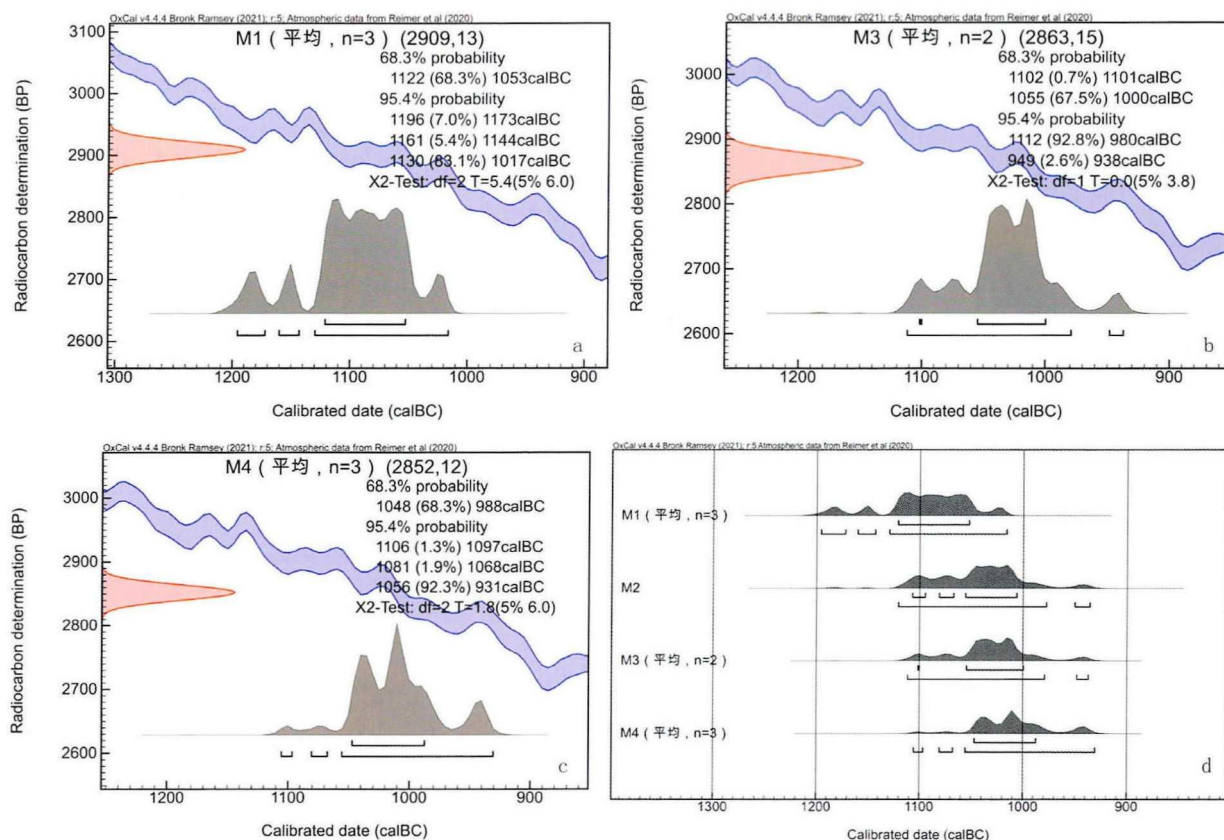 OxCal v4.4.4 Bronk Ramsey (2021); r:5; Atmospheric data from Reimer et al (2020)
M1（平均，n=3）(2909,13)
68.3% probability
1122 (68.3%) 1053calBC
95.4% probability
1196 (7.0%) 1173calBC
1161 (5.4%) 1144calBC
1130 (83.1%) 1017calBC
X2-Test: df=2 T=5.4(5% 6.0)
Radiocarbon determination (BP)
3100
3000
2900
2800
2700
2600
a
1300
1200
1100
1000
900
Calibrated date (calBC)
OxCal v4.4.4 Bronk Ramsey (2021); r:5; Atmospheric data from Reimer et al (2020)
M3（平均，n=2）(2863,15)
68.3% probability
1102 (0.7%) 1101calBC
1055 (67.5%) 1000calBC
95.4% probability
1112 (92.8%) 980calBC
949 (2.6%) 938calBC
X2-Test: df=1 T=0.0(5% 3.8)
Radiocarbon determination (BP)
3000
2900
2800
2700
2600
b
1200
1100
1000
900
Calibrated date (calBC)
OxCal v4.4.4 Bronk Ramsey (2021); r:5; Atmospheric data from Reimer et al (2020)
M4（平均，n=3）(2852,12)
68.3% probability
1048 (68.3%) 988calBC
95.4% probability
1106 (1.3%) 1097calBC
1081 (1.9%) 1068calBC
1056 (92.3%) 931calBC
X2-Test: df=2 T=1.8(5% 6.0)
Radiocarbon determination (BP)
3000
2900
2800
2700
2600
c
1200
1100
1000
900
Calibrated date (calBC)
OxCal v4.4.4 Bronk Ramsey (2021); r:5 Atmospheric data from Reimer et al (2020)
1300
1200
1100
1000
900
M1（平均，n=3）
M2
M3（平均，n=2）
M4（平均，n=3）
d
1300
1200
1100
1000
900
Calibrated date (calBC)